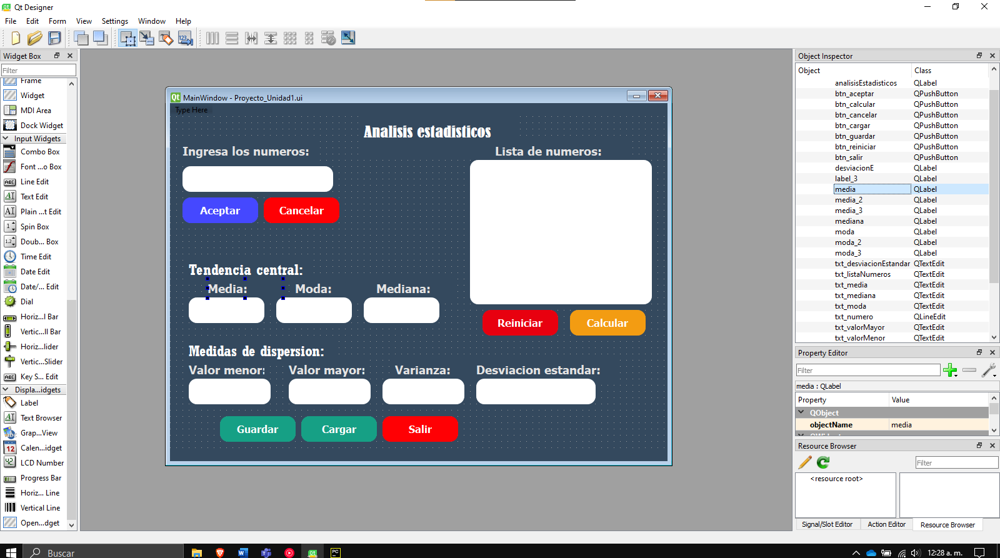 Qt Designer
File Edit Form View Settings Window Help
Widget Box
Filter
Frame
Widget
MDI Area
Dock Widget
Input Widgets
Combo Box
Font ...o Box
Line Edit
Text Edit
Plain ...t Edit
Spin Box
Doub... Box
Time Edit
Date Edit
Date/... Edit
Dial
Horiz...l Bar
Vertic...ll Bar
Horiz...lider
Vertic...Slider
Key S... Edit
Displa...idgets
Label
Text Browser
Grap...View
Calen...idget
LCD Number
Progress Bar
Horiz... Line
Vertical Line
Open...dget
MainWindow - Proyecto_Unidad1.ui
Type Here
Analisis estadisticos
Ingresa los numeros:
Lista de numeros:
Aceptar Cancelar
Tendencia central:
Media: Moda: Mediana:
Reiniciar Calcular
Medidas de dispersion:
Valor menor: Valor mayor: Varianza: Desviacion estandar:
Guardar Cargar Salir
Object Inspector
Object Class
analisisEstadisticos QLabel
btn_aceptar QPushButton
btn_calcular QPushButton
btn_cancelar QPushButton
btn_cargar QPushButton
btn_guardar QPushButton
btn_reiniciar QPushButton
btn_salir QPushButton
desviacionE QLabel
label_3 QLabel
media QLabel
media_2 QLabel
media_3 QLabel
mediana QLabel
moda QLabel
moda_2 QLabel
moda_3 QLabel
txt_desviacionEstandar QTextEdit
txt_listaNumeros QTextEdit
txt_media QTextEdit
txt_mediana QTextEdit
txt_moda QTextEdit
txt_numero QLineEdit
txt_valorMayor QTextEdit
txt_valorMenor QTextEdit
Property Editor
Filter
media : QLabel
Property Value
QObject
objectName media
Resource Browser
Filter
<resource root>
Signal/Slot Editor Action Editor Resource Browser
Buscar
12:28 a. m.